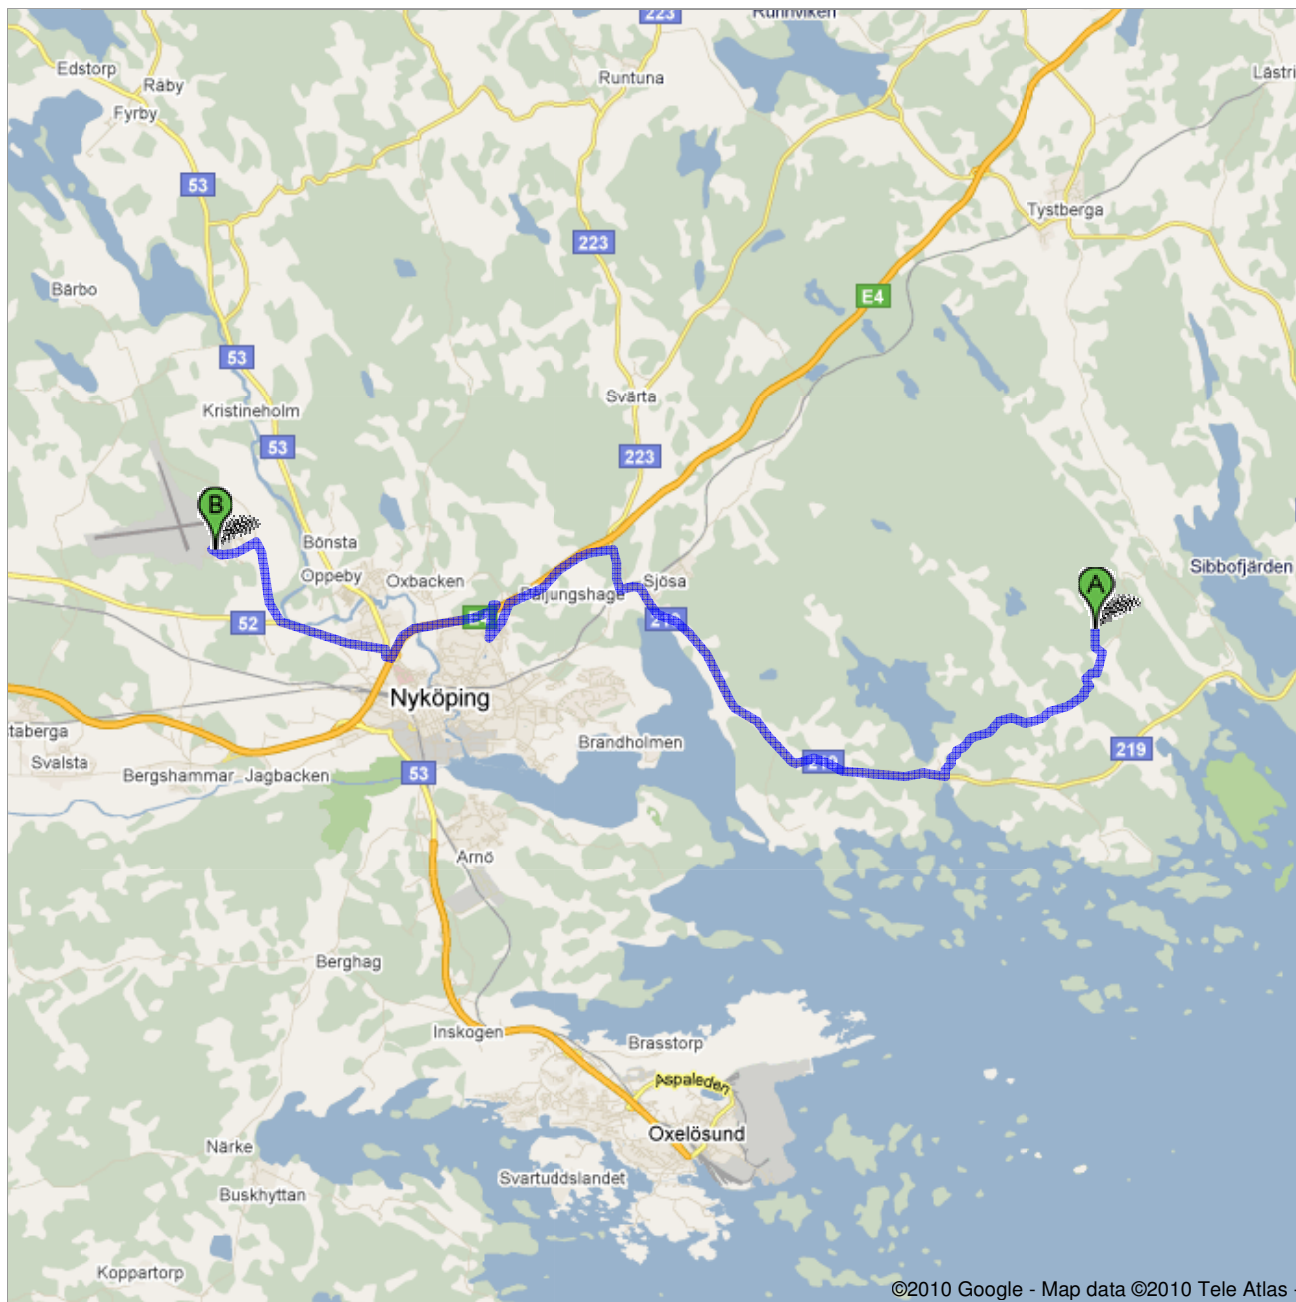 223
Runnviken
Edstorp
Råby
Runtuna
Lästri
Fyrby
53
Tystberga
223
Bärbo
E4
53
Svärta
Kristineholm
53
223
B
Bönsta
Oppeby
Oxbacken
Sjösa
Sibbofjärden
A
52
219
Nyköping
taberga
Svalsta
Brandholmen
Bergshammar Jagbacken
53
219
Arnö
Berghag
Inskogen
Brasstorp
Aspaleden
Oxelösund
Närke
Svartuddslandet
Buskhyttan
Koppartorp
©2010 Google - Map data ©2010 Tele Atlas -